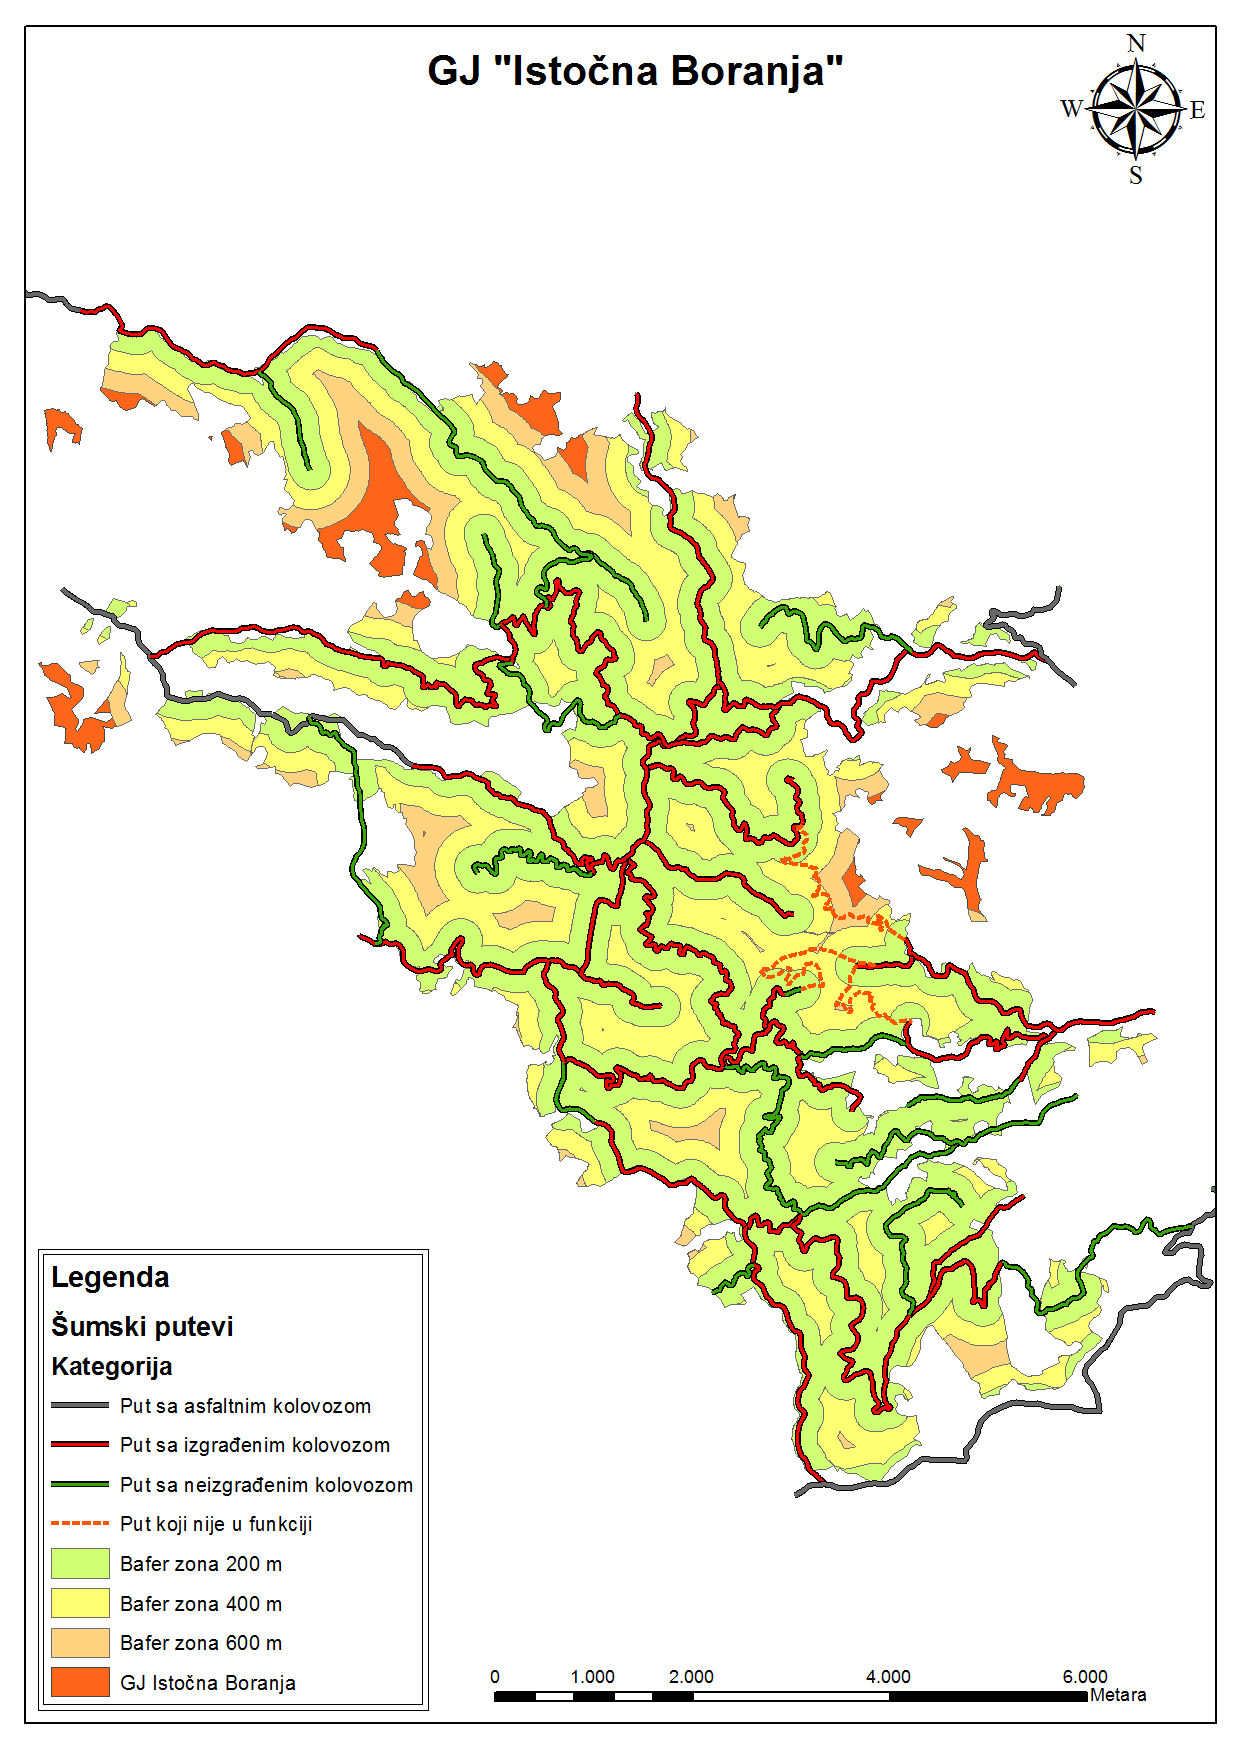 GJ "Istočna Boranja"
N
W
E
S
Legenda
Šumski putevi
Kategorija
Put sa asfaltnim kolovozom
Put sa izgrađenim kolovozom
Put sa neizgrađenim kolovozom
Put koji nije u funkciji
Bafer zona 200 m
Bafer zona 400 m
Bafer zona 600 m
GJ Istočna Boranja
0 1.000 2.000 4.000 6.000
Metara